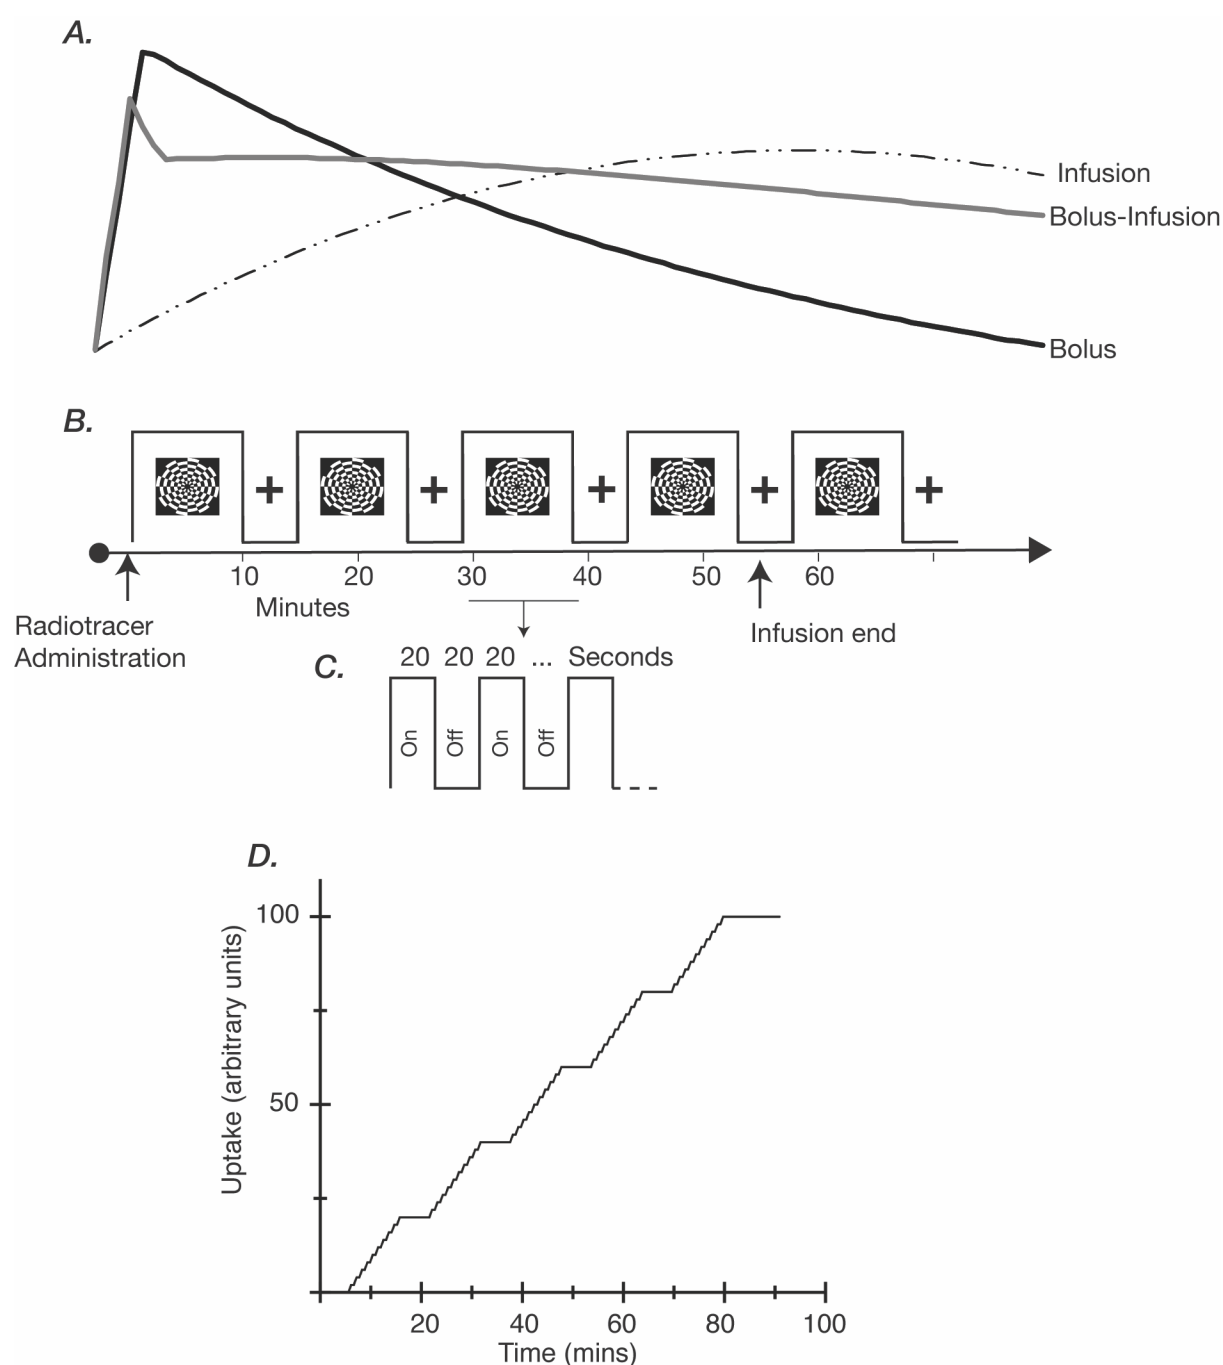 A.
Infusion
Bolus-Infusion
Bolus
B.
+ + + + +
10 20 30 40 50 60
Minutes
Radiotracer
Administration
Infusion end
C.
20 20 20 ... Seconds
On Off On Off
D.
Uptake (arbitrary units)
100
50
20 40 60 80 100
Time (mins)